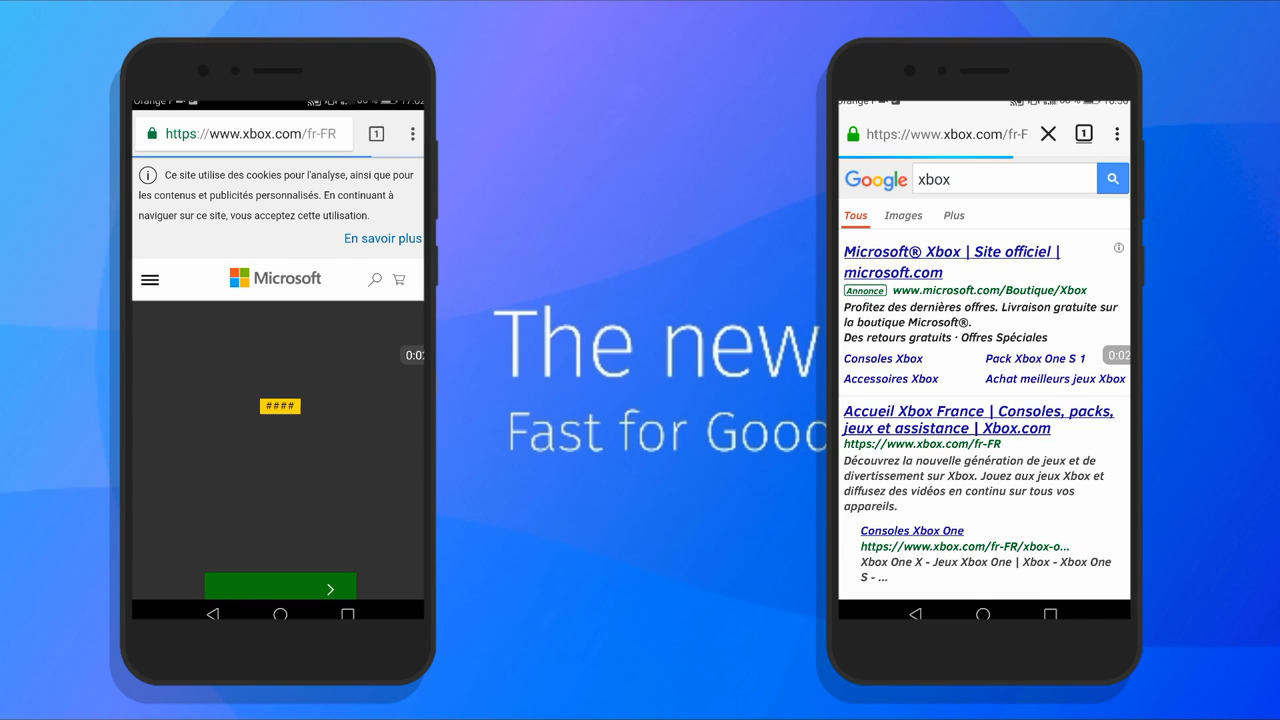 https://www.xbox.com/fr-FR
1
Ce site utilise des cookies pour l'analyse, ainsi que pour
les contenus et publicités personnalisés. En continuant à
naviguer sur ce site, vous acceptez cette utilisation.
En savoir plus
Microsoft
0:02
####
The new
Fast for Good
https://www.xbox.com/fr-F
1
Google
xbox
Tous Images Plus
Microsoft® Xbox | Site officiel |
microsoft.com
Annonce www.microsoft.com/Boutique/Xbox
Profitez des dernières offres. Livraison gratuite sur
la boutique Microsoft®.
Des retours gratuits · Offres Spéciales
Consoles Xbox Pack Xbox One S 1
0:02
Accessoires Xbox Achat meilleurs jeux Xbox
Accueil Xbox France | Consoles, packs,
jeux et assistance | Xbox.com
https://www.xbox.com/fr-FR
Découvrez la nouvelle génération de jeux et de
divertissement sur Xbox. Jouez aux jeux Xbox et
diffusez des vidéos en continu sur tous vos
appareils.
Consoles Xbox One
https://www.xbox.com/fr-FR/xbox-o...
Xbox One X - Jeux Xbox One | Xbox - Xbox One
S - ...